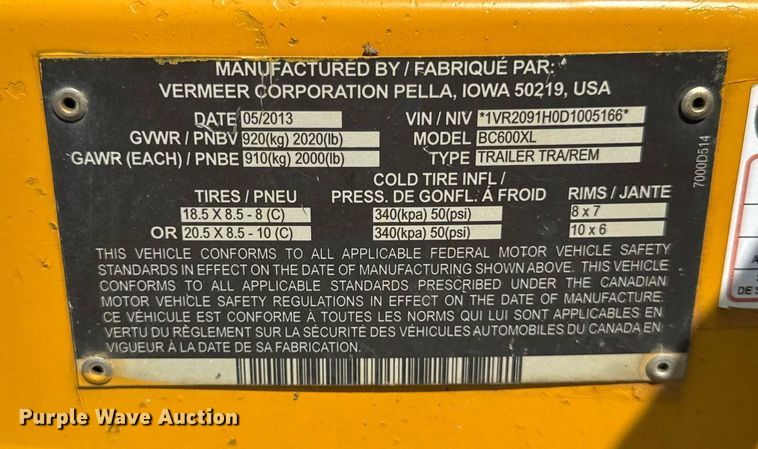 MANUFACTURED BY / FABRIQUÉ PAR:
VERMEER CORPORATION PELLA, IOWA 50219, USA
DATE 05/2013 VIN / NIV *1VR2091H0D1005166*
GVWR / PNBV 920(kg) 2020(lb) MODEL BC600XL
GAWR (EACH) / PNBE 910(kg) 2000(lb) TYPE TRAILER TRA/REM
COLD TIRE INFL /
TIRES / PNEU PRESS. DE GONFL. Á FROID RIMS / JANTE
18.5 X 8.5 - 8 (C) 340(kpa) 50(psi) 8 x 7
OR 20.5 X 8.5 - 10 (C) 340(kpa) 50(psi) 10 x 6
THIS VEHICLE CONFORMS TO ALL APPLICABLE FEDERAL MOTOR VEHICLE SAFETY
STANDARDS IN EFFECT ON THE DATE OF MANUFACTURING SHOWN ABOVE. THIS VEHICLE
CONFORMS TO ALL APPLICABLE STANDARDS PRESCRIBED UNDER THE CANADIAN
MOTOR VEHICLE SAFETY REGULATIONS IN EFFECT ON THE DATE OF MANUFACTURE.
CE VÉHICULE EST CONFORME À TOUTES LES NORMS QUI LUI SONT APPLICABLES EN
VERTU DU RÈGLEMENT SUR LA SÉCURITÉ DES VÉHICULES AUTOMOBILES DU CANADA EN
VIGUEUR À LA DATE DE SA FABRICATION.
7000D514
DE S
Purple Wave Auction